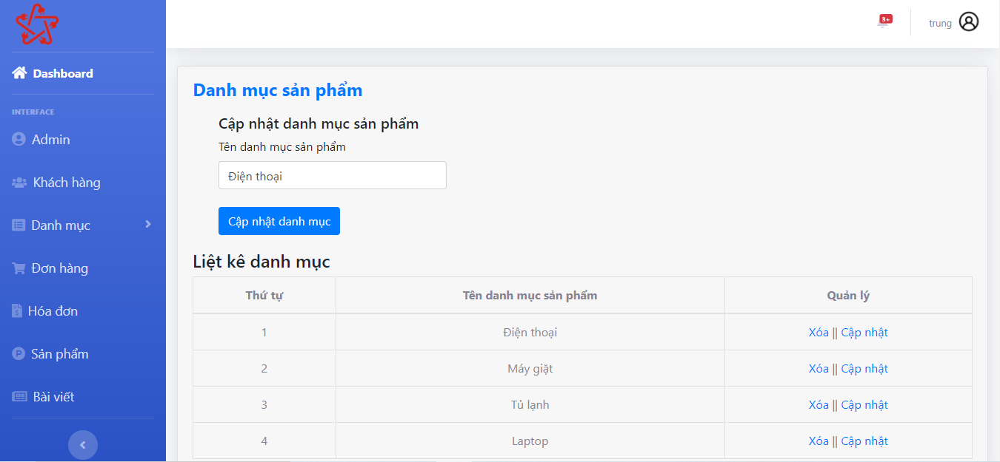 3+
trung
Dashboard
INTERFACE
Admin
Khách hàng
Danh mục
Đơn hàng
Hóa đơn
Sản phẩm
Bài viết
Danh mục sản phẩm
Cập nhật danh mục sản phẩm
Tên danh mục sản phẩm
Điện thoại
Cập nhật danh mục
Liệt kê danh mục
Thứ tự Tên danh mục sản phẩm Quản lý
1 Điện thoại Xóa || Cập nhật
2 Máy giặt Xóa || Cập nhật
3 Tủ lạnh Xóa || Cập nhật
4 Laptop Xóa || Cập nhật